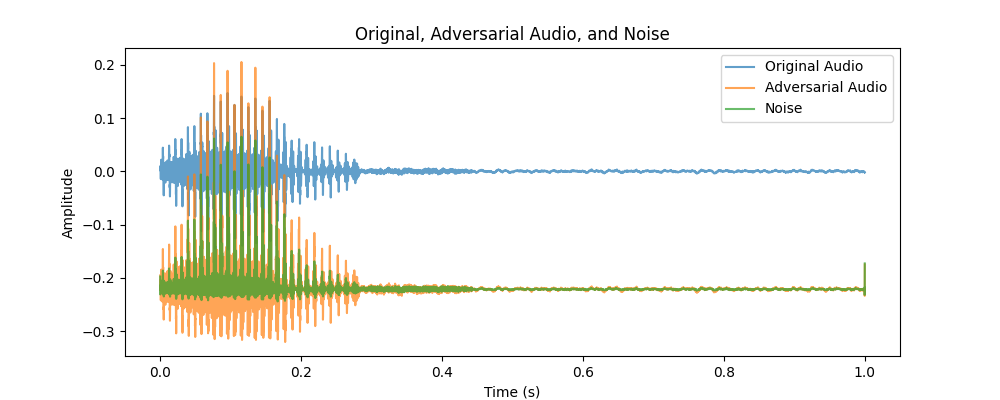 Original, Adversarial Audio, and Noise
Original Audio
Adversarial Audio
Noise
Amplitude
0.2
0.1
0.0
−0.1
−0.2
−0.3
0.0 0.2 0.4 0.6 0.8 1.0
Time (s)